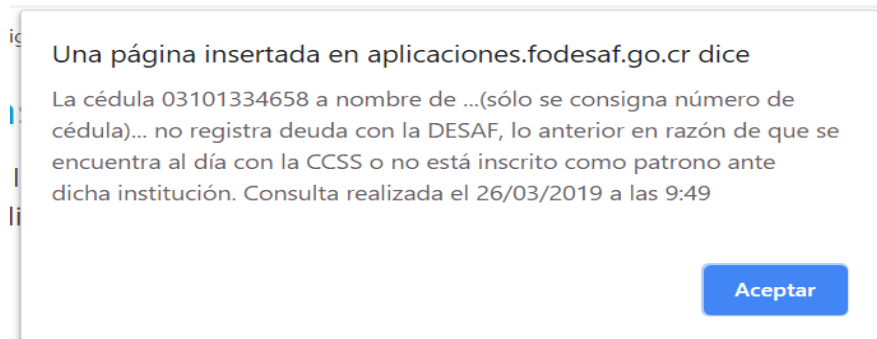 Una página insertada en aplicaciones.fodesaf.go.cr dice
La cédula 03101334658 a nombre de ...(sólo se consigna número de
cédula)... no registra deuda con la DESAF, lo anterior en razón de que se
encuentra al día con la CCSS o no está inscrito como patrono ante
dicha institución. Consulta realizada el 26/03/2019 a las 9:49
Aceptar